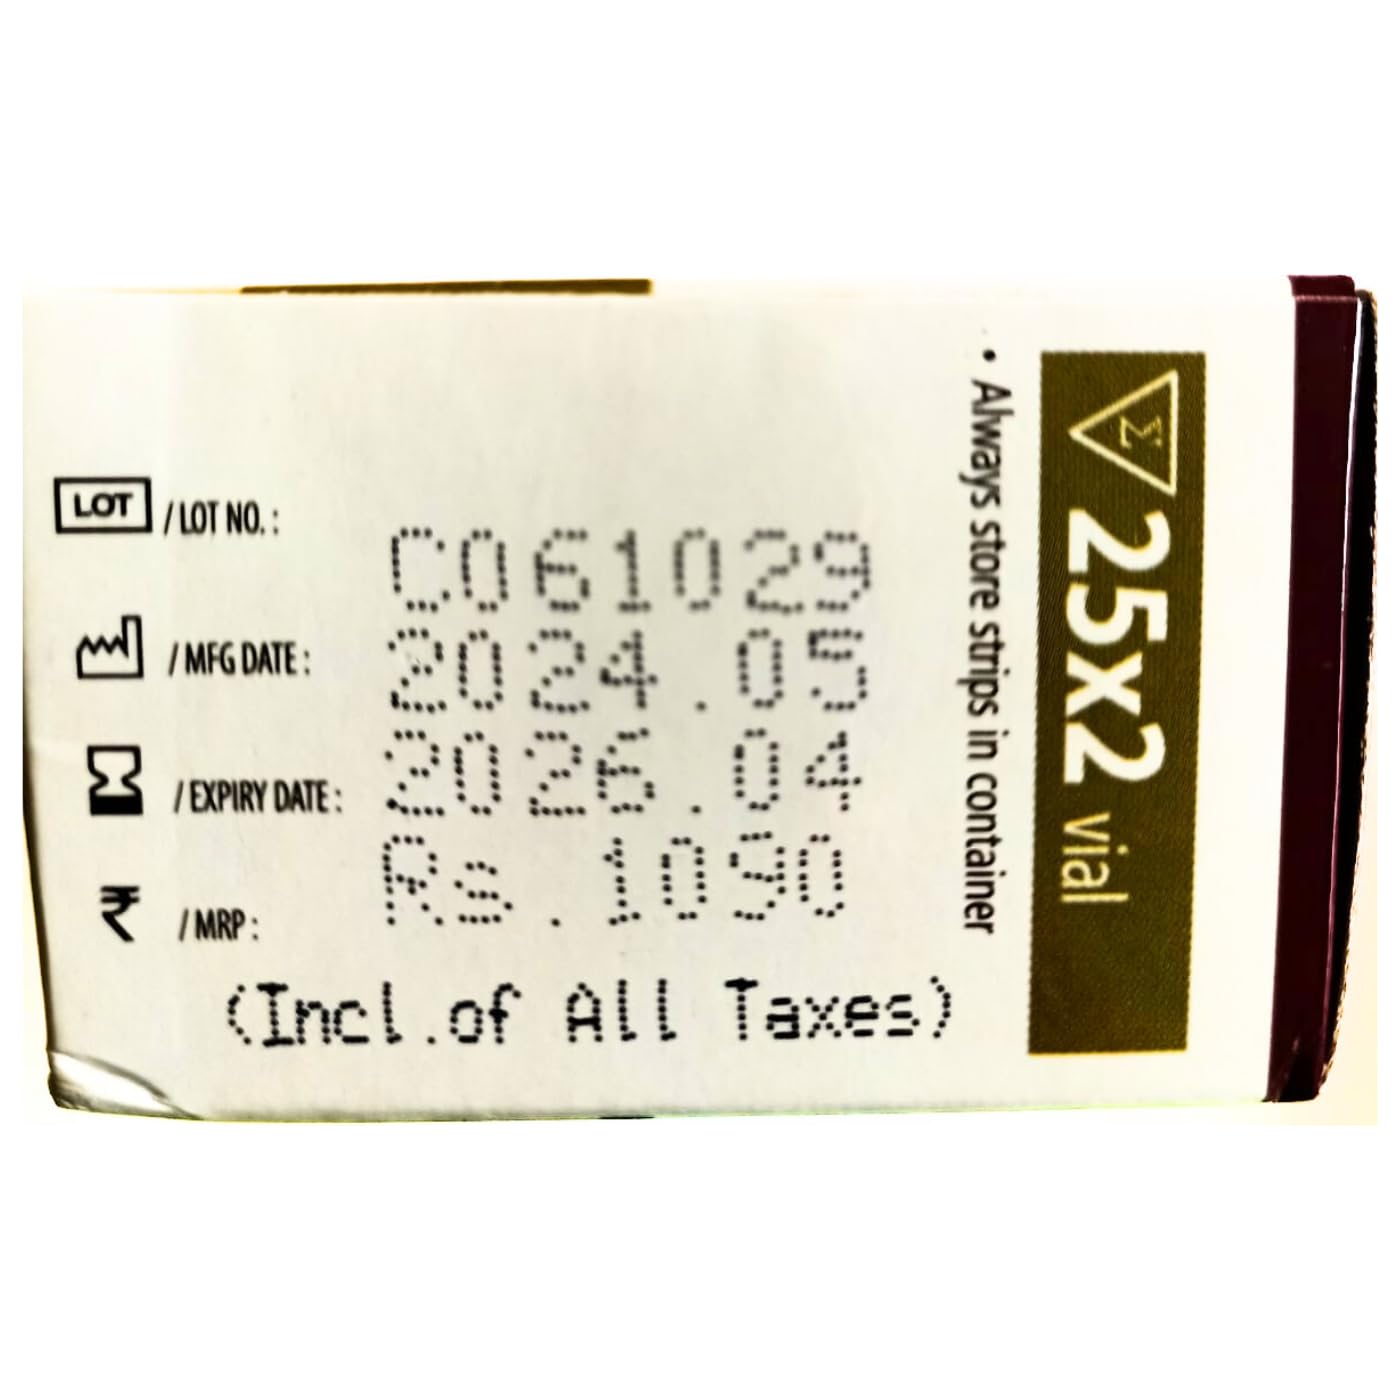 LOT / LOT NO. : C061029
/ MFG DATE : 2024.05
/ EXPIRY DATE : 2026.04
₹ / MRP : Rs.1090
(Incl.of All Taxes)
• Always store strips in container
Σ 25x2 vial